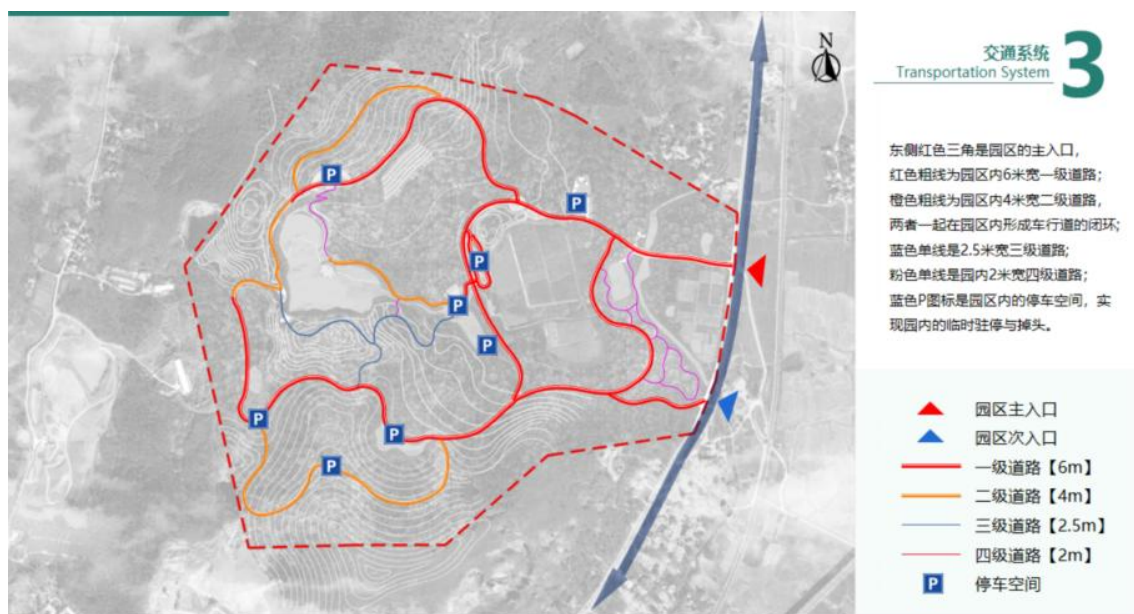 N
交通系统
Transportation System
3
东侧红色三角是园区的主入口，
红色粗线为园区内6米宽一级道路；
橙色粗线为园区内4米宽二级道路，
两者一起在园区内形成车行道的闭环；
蓝色单线是2.5米宽三级道路;
粉色单线是园内2米宽四级道路；
蓝色P图标是园区内的停车空间，实
现园内的临时驻停与掉头。
P
P
P
P
P
P
P
P
园区主入口
园区次入口
一级道路【6m】
二级道路【4m】
三级道路【2.5m】
四级道路【2m】
P 停车空间